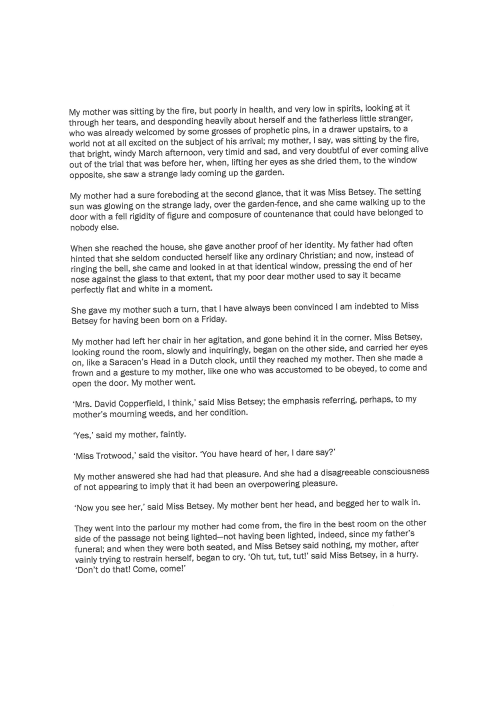 My mother was sitting by the fire, but poorly in health, and very low in spirits, looking at it
through her tears, and desponding heavily about herself and the fatherless little stranger,
who was already welcomed by some grosses of prophetic pins, in a drawer upstairs, to a
world not at all excited on the subject of his arrival; my mother, I say, was sitting by the fire,
that bright, windy March afternoon, very timid and sad, and very doubtful of ever coming alive
out of the trial that was before her, when, lifting her eyes as she dried them, to the window
opposite, she saw a strange lady coming up the garden.
My mother had a sure foreboding at the second glance, that it was Miss Betsey. The setting
sun was glowing on the strange lady, over the garden-fence, and she came walking up to the
door with a fell rigidity of figure and composure of countenance that could have belonged to
nobody else.
When she reached the house, she gave another proof of her identity. My father had often
hinted that she seldom conducted herself like any ordinary Christian; and now, instead of
ringing the bell, she came and looked in at that identical window, pressing the end of her
nose against the glass to that extent, that my poor dear mother used to say it became
perfectly flat and white in a moment.
She gave my mother such a turn, that I have always been convinced I am indebted to Miss
Betsey for having been born on a Friday.
My mother had left her chair in her agitation, and gone behind it in the corner. Miss Betsey,
looking round the room, slowly and inquiringly, began on the other side, and carried her eyes
on, like a Saracen's Head in a Dutch clock, until they reached my mother. Then she made a
frown and a gesture to my mother, like one who was accustomed to be obeyed, to come and
open the door. My mother went.
‘Mrs. David Copperfield, I think,’ said Miss Betsey; the emphasis referring, perhaps, to my
mother's mourning weeds, and her condition.
‘Yes,’ said my mother, faintly.
‘Miss Trotwood,’ said the visitor. ‘You have heard of her, I dare say?’
My mother answered she had had that pleasure. And she had a disagreeable consciousness
of not appearing to imply that it had been an overpowering pleasure.
‘Now you see her,’ said Miss Betsey. My mother bent her head, and begged her to walk in.
They went into the parlour my mother had come from, the fire in the best room on the other
side of the passage not being lighted—not having been lighted, indeed, since my father's
funeral; and when they were both seated, and Miss Betsey said nothing, my mother, after
vainly trying to restrain herself, began to cry. ‘Oh tut, tut, tut!’ said Miss Betsey, in a hurry.
‘Don't do that! Come, come!’